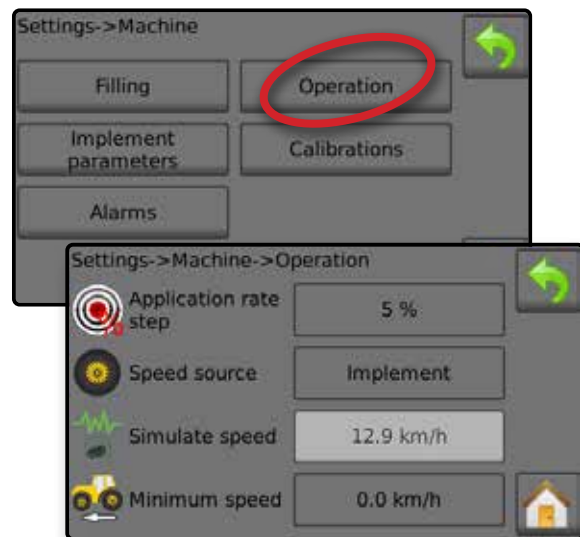 Settings->Machine
Filling
Operation
Implement
parameters
Calibrations
Alarms
Settings->Machine->Operation
Application rate
step
5 %
Speed source
Implement
Simulate speed
12.9 km/h
Minimum speed
0.0 km/h